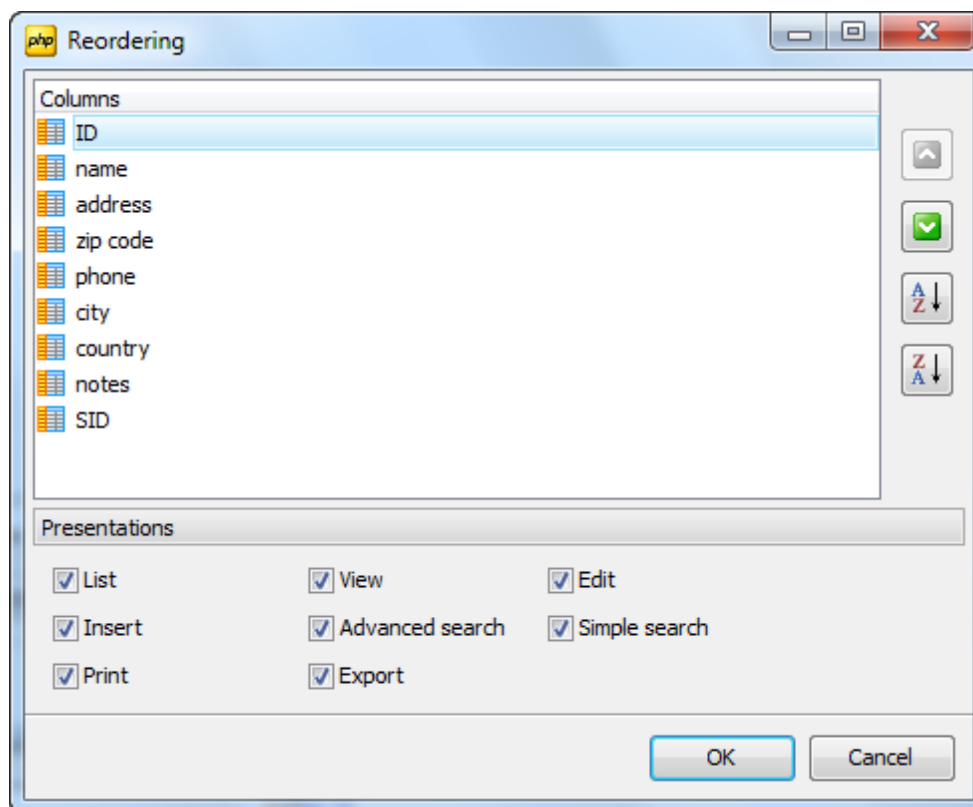 php Reordering
Columns
ID
name
address
zip code
phone
city
country
notes
SID
A
Z
Z
A
Presentations
List View Edit
Insert Advanced search Simple search
Print Export
OK Cancel